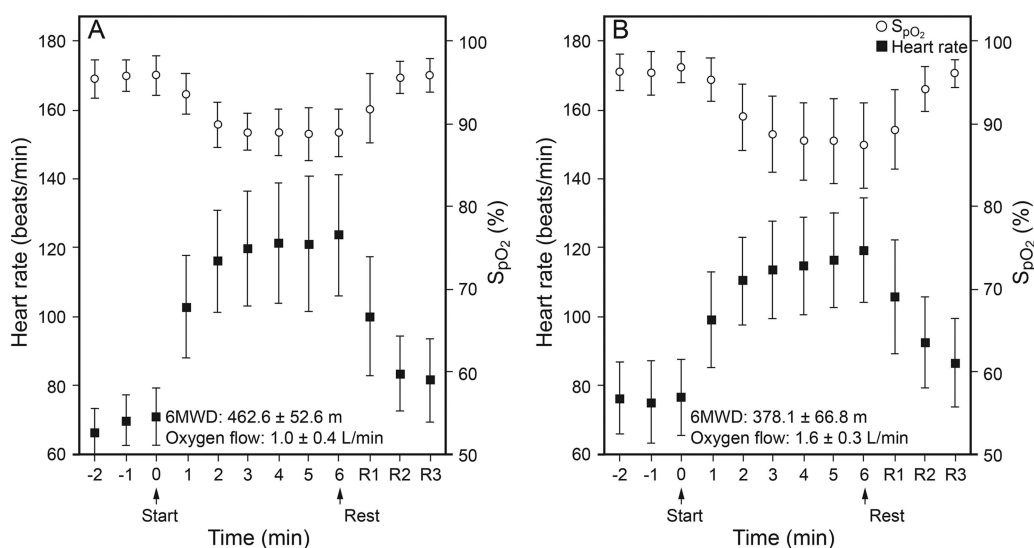 A
180
160
140
120
100
80
60
Heart rate (beats/min)
100
90
80
70
60
50
SpO2 (%)
6MWD: 462.6 ± 52.6 m
Oxygen flow: 1.0 ± 0.4 L/min
-2 -1 0 1 2 3 4 5 6 R1 R2 R3
Start Rest
Time (min)
B
SpO2
Heart rate
180
160
140
120
100
80
60
Heart rate (beats/min)
100
90
80
70
60
50
SpO2 (%)
6MWD: 378.1 ± 66.8 m
Oxygen flow: 1.6 ± 0.3 L/min
-2 -1 0 1 2 3 4 5 6 R1 R2 R3
Start Rest
Time (min)